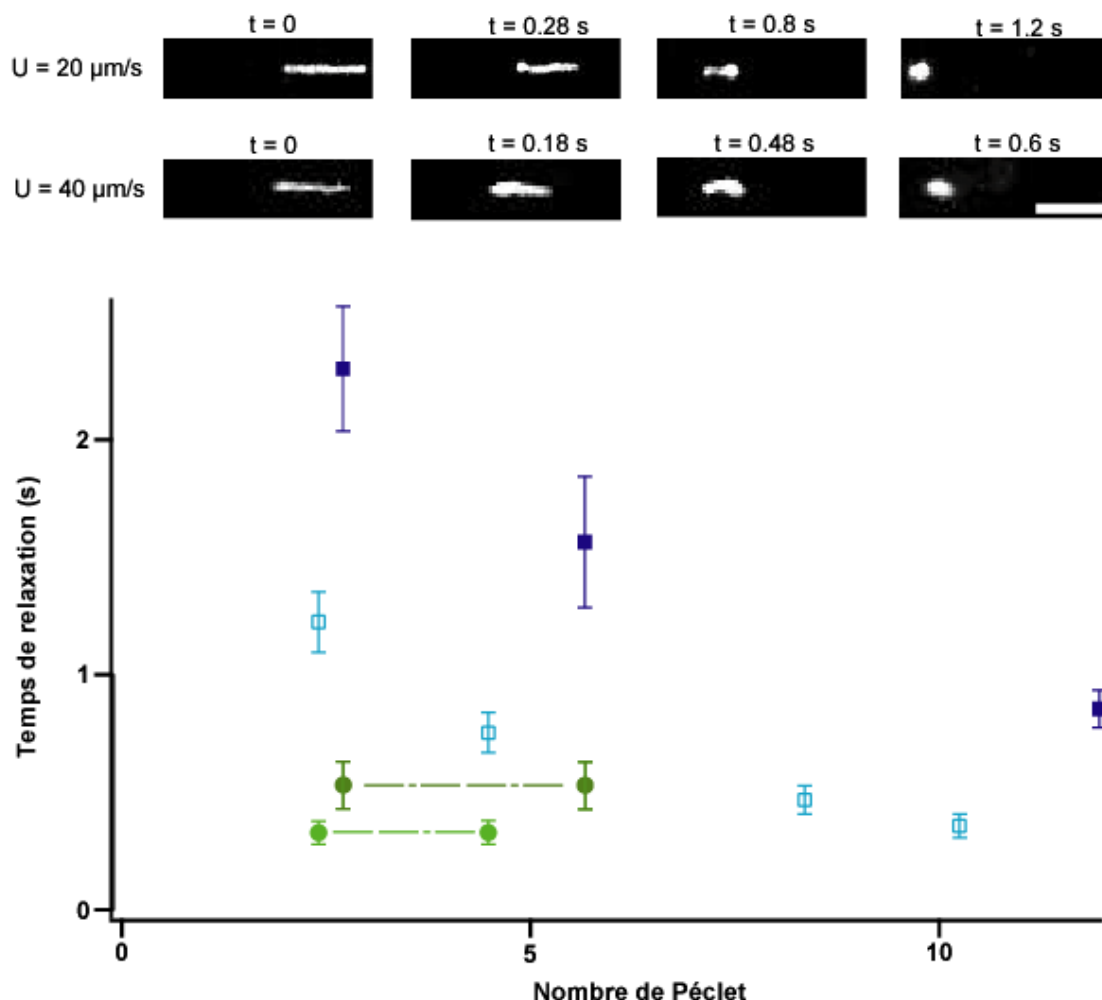 t = 0 t = 0.28 s t = 0.8 s t = 1.2 s
U = 20 µm/s
t = 0 t = 0.18 s t = 0.48 s t = 0.6 s
U = 40 µm/s
2
Temps de relaxation (s)
1
0
0 5 10
Nombre de Péclet